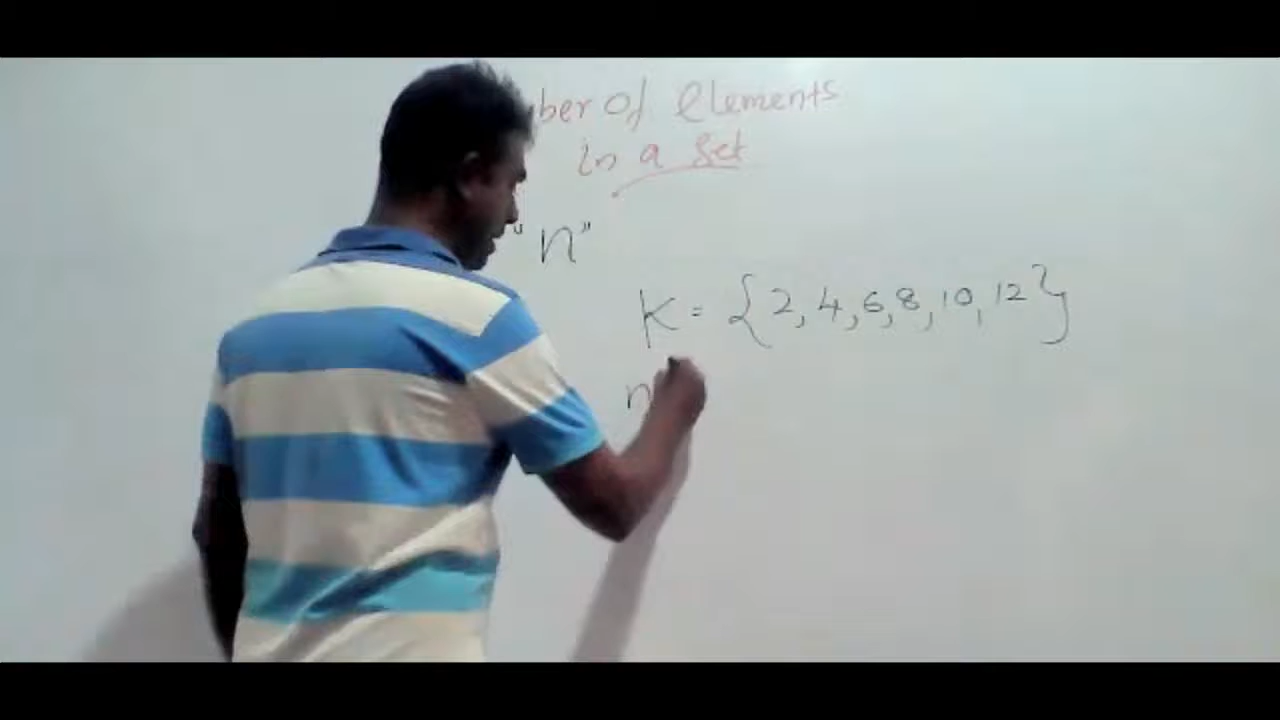 ber of elements
in a Set
"n"
K = {2,4,6,8,10,12}
n